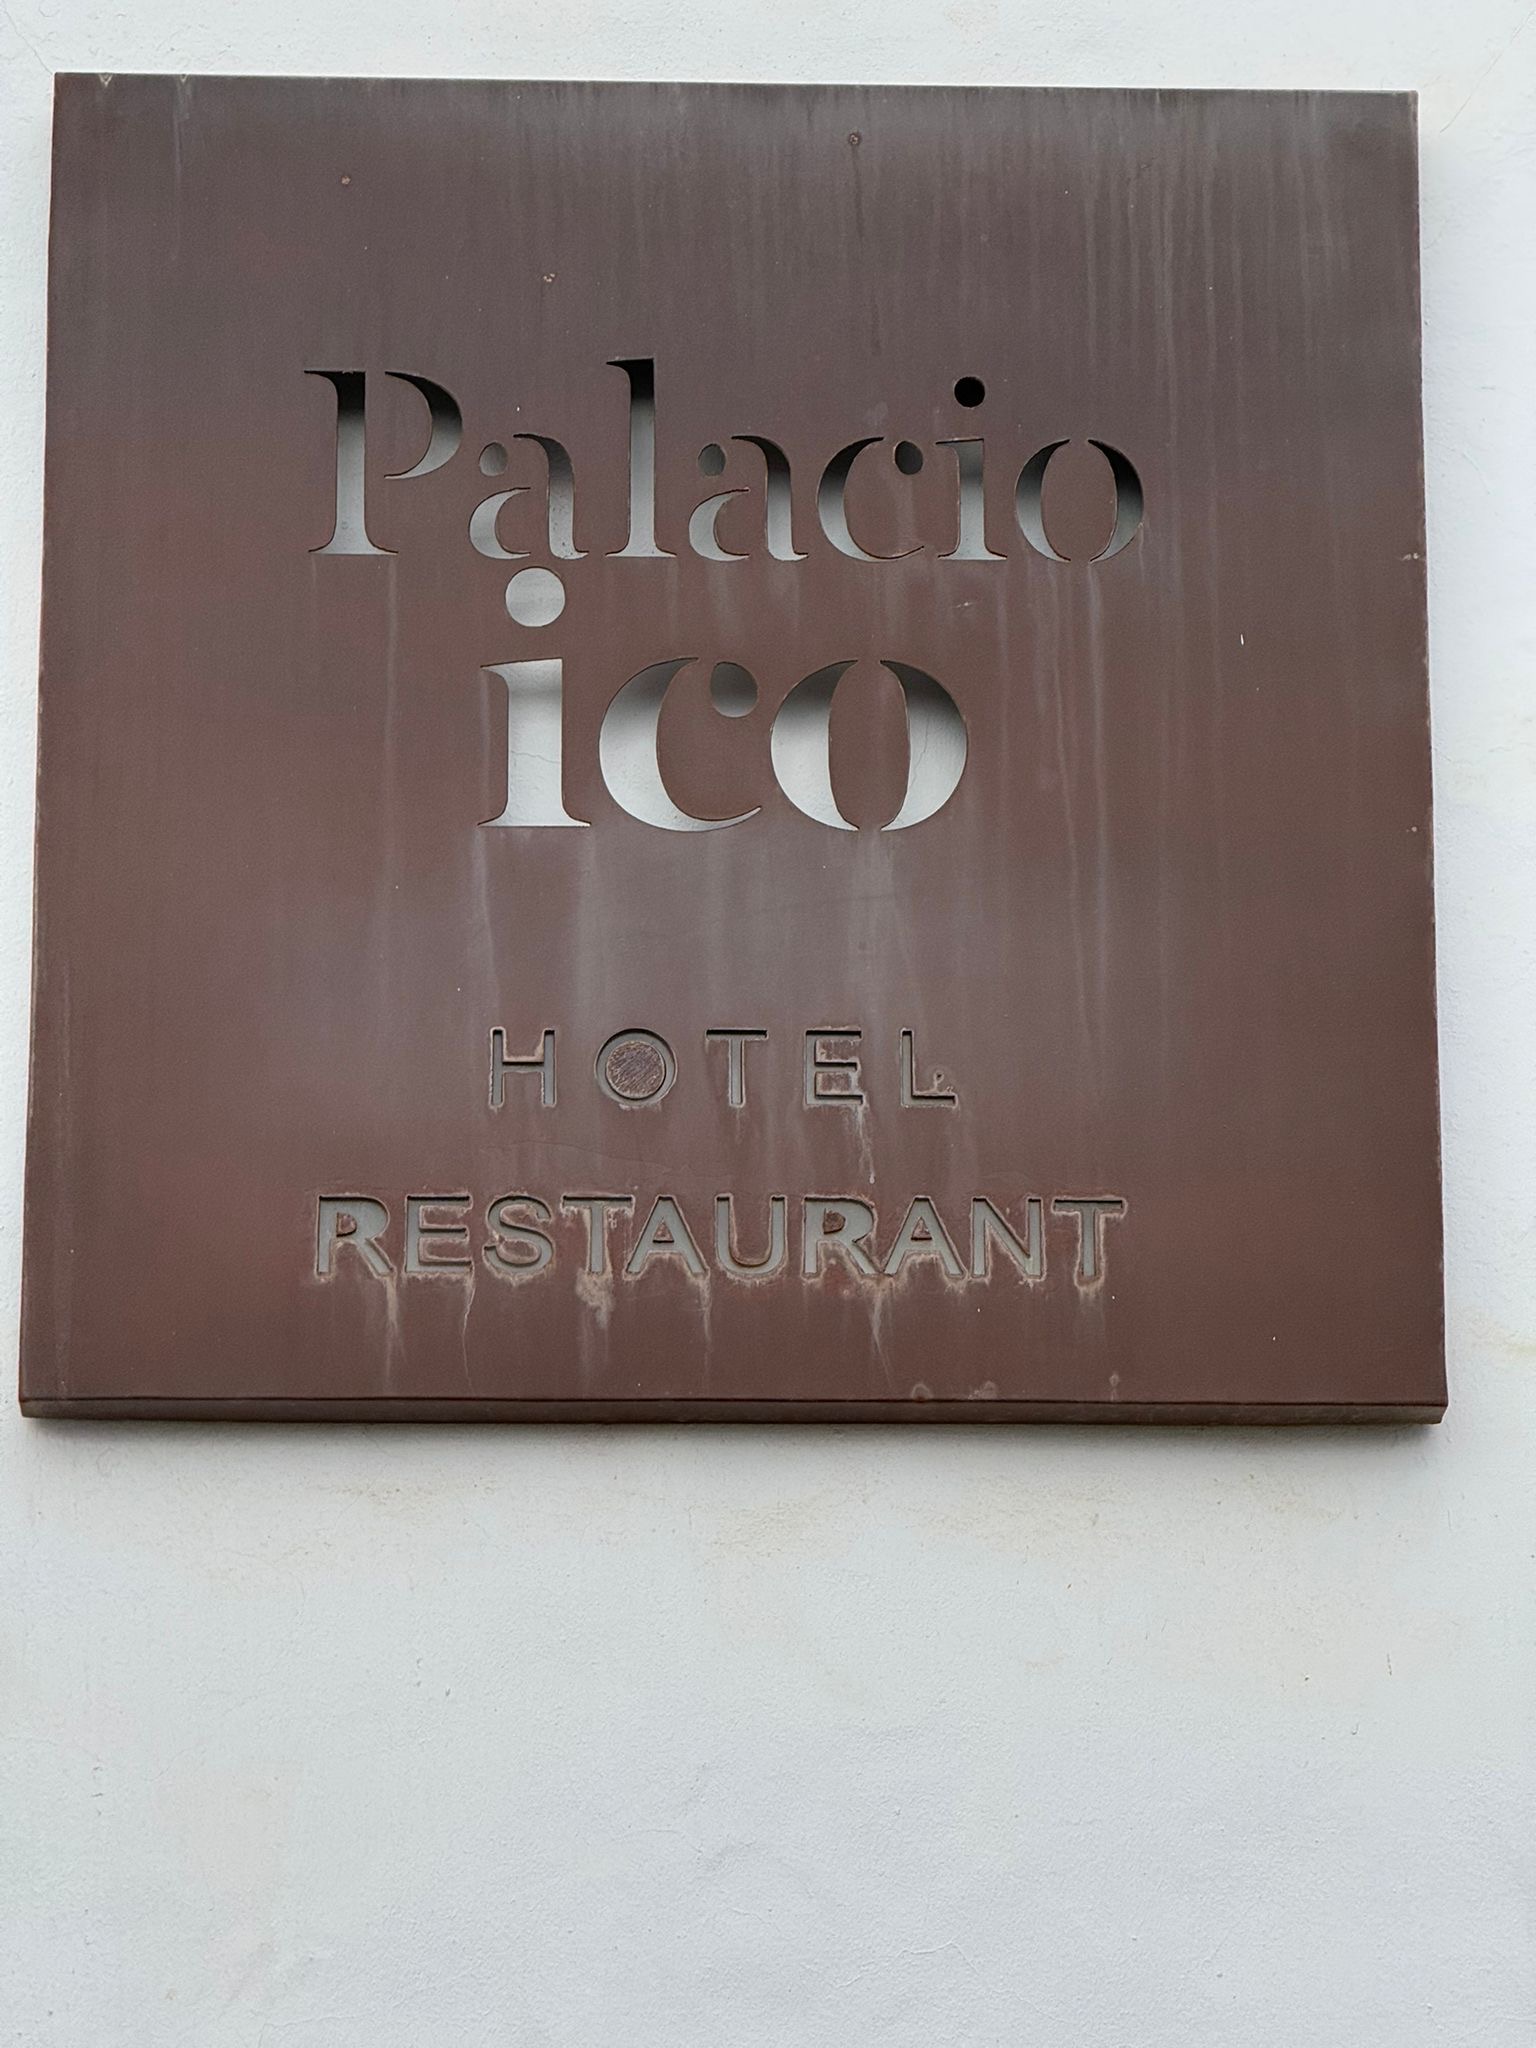 Palacio
ico
HOTEL
RESTAURANT